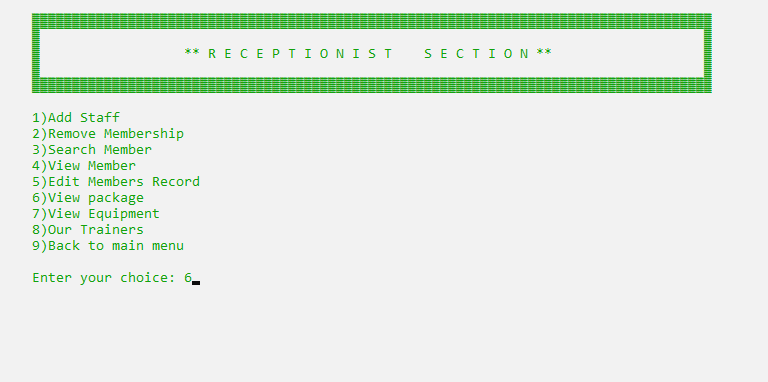 ** R E C E P T I O N I S T    S E C T I O N **
1)Add Staff
2)Remove Membership
3)Search Member
4)View Member
5)Edit Members Record
6)View package
7)View Equipment
8)Our Trainers
9)Back to main menu
Enter your choice: 6